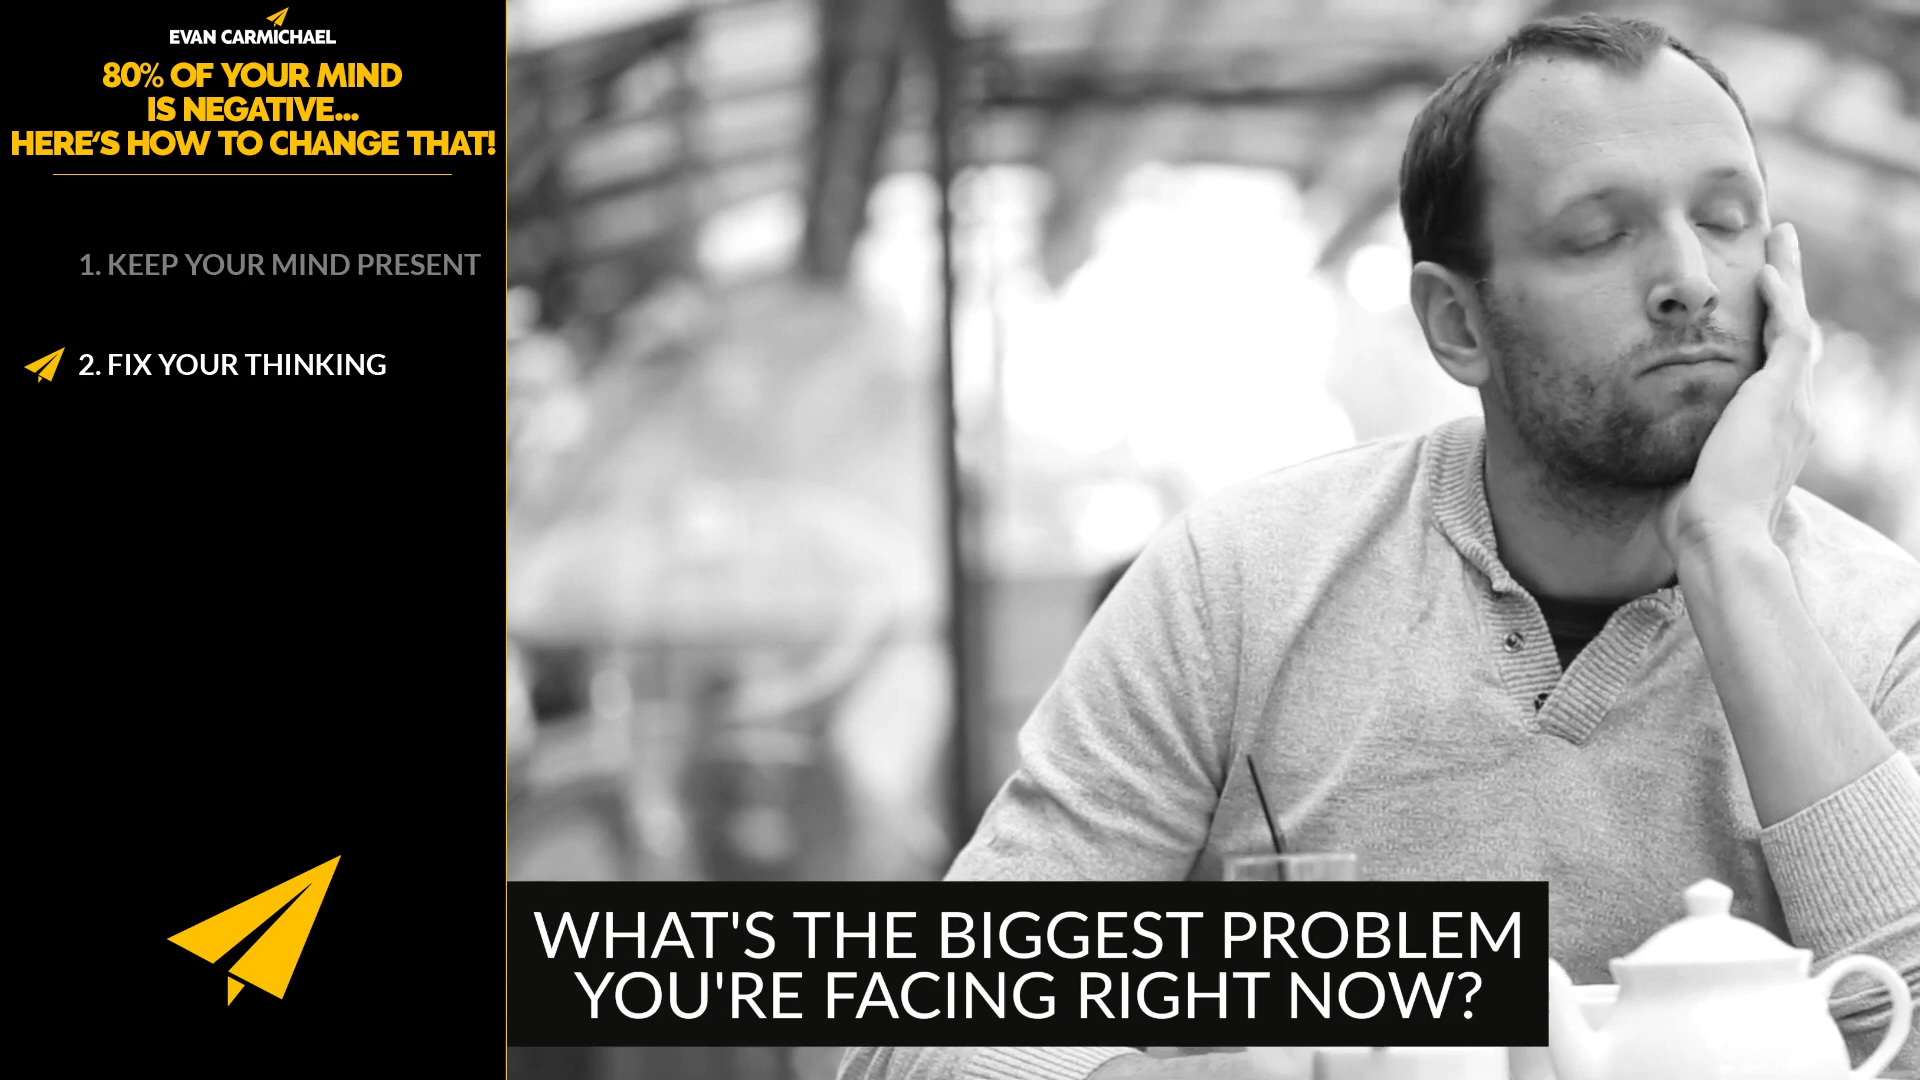 EVAN CARMICHAEL
80% OF YOUR MIND
IS NEGATIVE...
HERE'S HOW TO CHANGE THAT!
1. KEEP YOUR MIND PRESENT
2. FIX YOUR THINKING
WHAT'S THE BIGGEST PROBLEM
YOU'RE FACING RIGHT NOW?